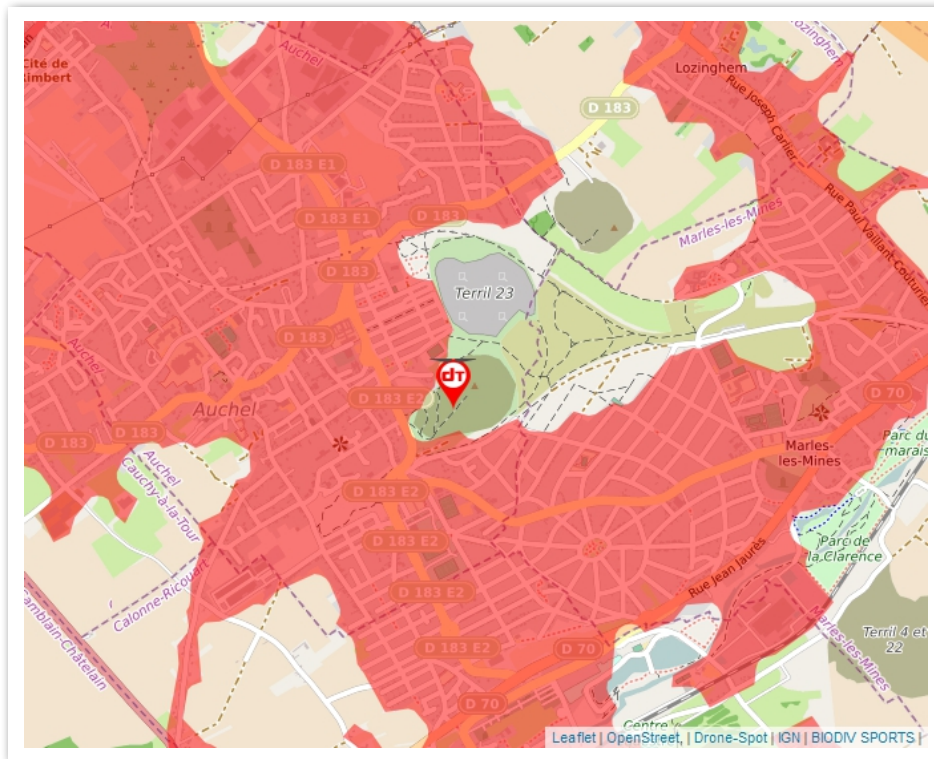 Auchel
Lozinghem
Cité de
Rimbert
Lozinghem
D 183
Rue Joseph Carlier
D 183 E1
D 183 E1
D 183
Marles-les-Mines
Rue Paul Vaillant Couturier
D 183
Terril 23
D 183
Auchel
dT
D 183 E2
D 70
Auchel
D 183
D 183
Marles-
les-Mines
Parc du
marais
Auchel
Cauchy-à-la-Tour
D 183 E2
D 183 E2
Parc de
la Clarence
Rue Jean Jaurès
Calonne-Ricouart
D 183 E2
Marles-les-Mines
Camblain-Châtelain
Terril 4 et
22
D 183 E2
D 70
D 70
Centre
Leaflet | OpenStreet, | Drone-Spot | IGN | BIODIV SPORTS |